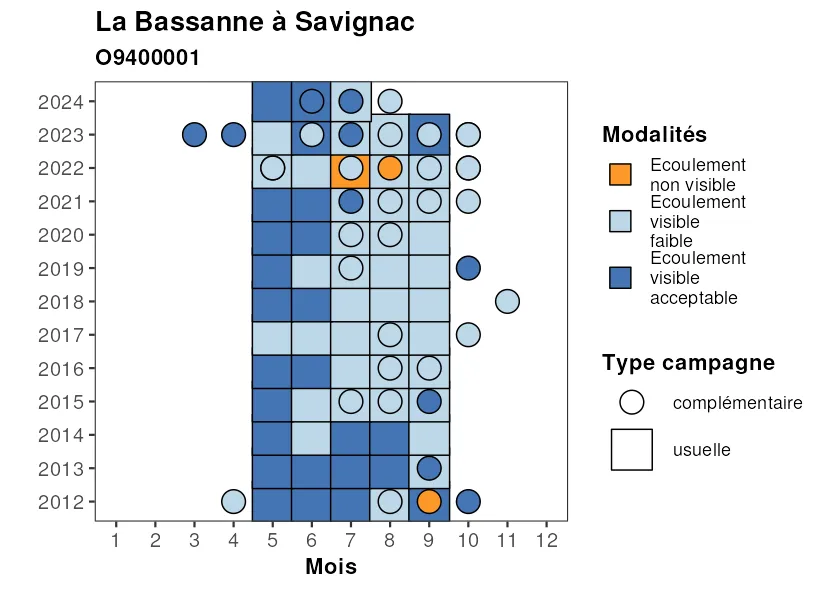 La Bassanne à Savignac
O9400001
2024
2023
2022
2021
2020
2019
2018
2017
2016
2015
2014
2013
2012
1 2 3 4 5 6 7 8 9 10 11 12
Mois
Modalités
Ecoulement
non visible
Ecoulement
visible
faible
Ecoulement
visible
acceptable
Type campagne
complémentaire
usuelle